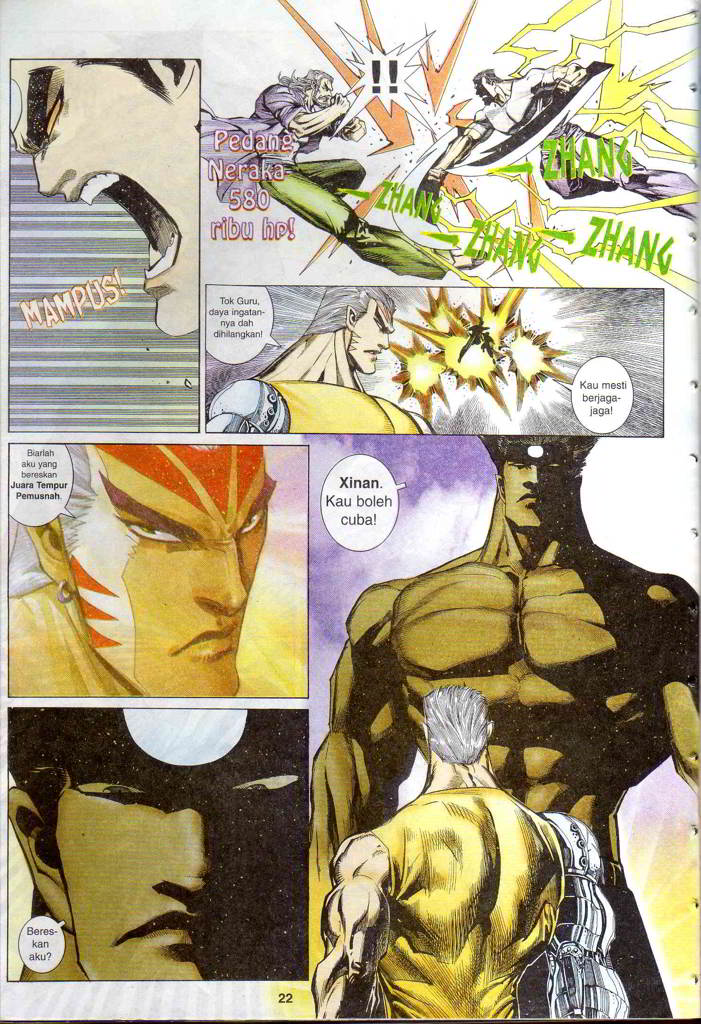 MAMPUS!
!!
Pedang
Neraka
580
ribu hp!
ZHANG
ZHANG
ZHANG
ZHANG
Tok Guru,
daya ingatan-
nya dah
dihilangkan!
Kau mesti
berjaga-
jaga!
Biarlah
aku yang
bereskan
Juara Tempur
Pemusnah.
Xinan.
Kau boleh
cuba!
Beres-
kan
aku?
22